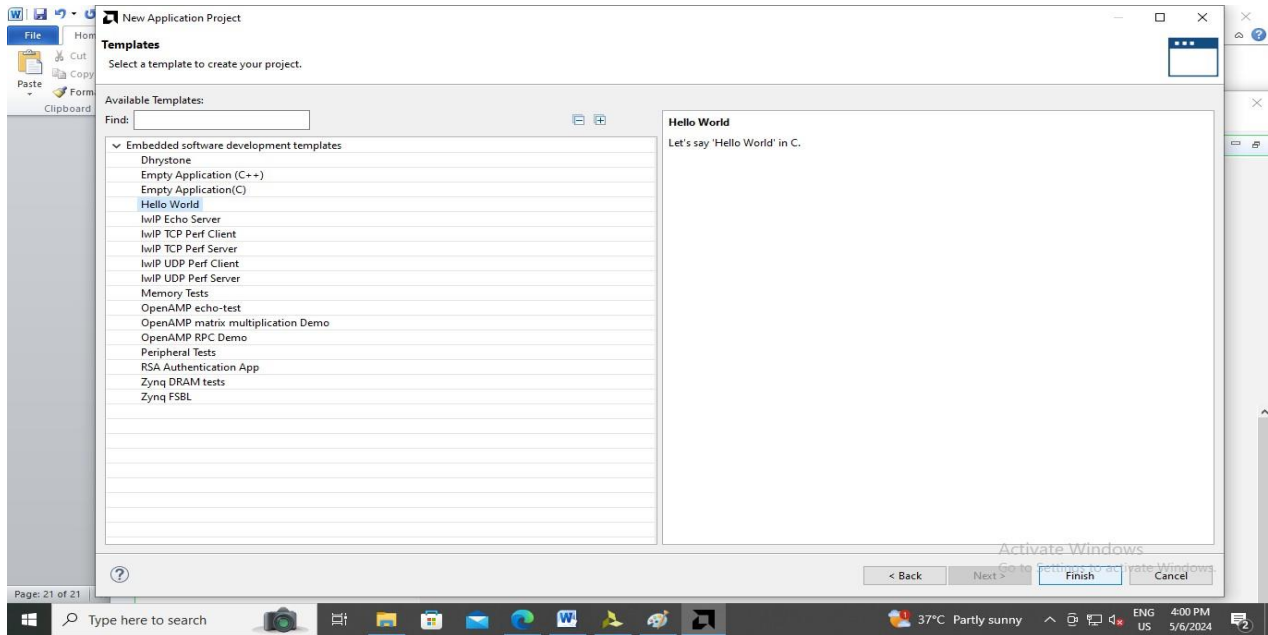 New Application Project
File
Hom
Templates
Select a template to create your project.
Cut
Copy
Paste
Form
Clipboard
Available Templates:
Find:
Embedded software development templates
Dhrystone
Empty Application (C++)
Empty Application(C)
Hello World
lwIP Echo Server
lwIP TCP Perf Client
lwIP TCP Perf Server
lwIP UDP Perf Client
lwIP UDP Perf Server
Memory Tests
OpenAMP echo-test
OpenAMP matrix multiplication Demo
OpenAMP RPC Demo
Peripheral Tests
RSA Authentication App
Zynq DRAM tests
Zynq FSBL
Hello World
Let's say 'Hello World' in C.
Activate Windows
Go to Settings to activate Windows.
< Back
Next >
Finish
Cancel
Page: 21 of 21
Type here to search
37°C Partly sunny
ENG
US
4:00 PM
5/6/2024
2